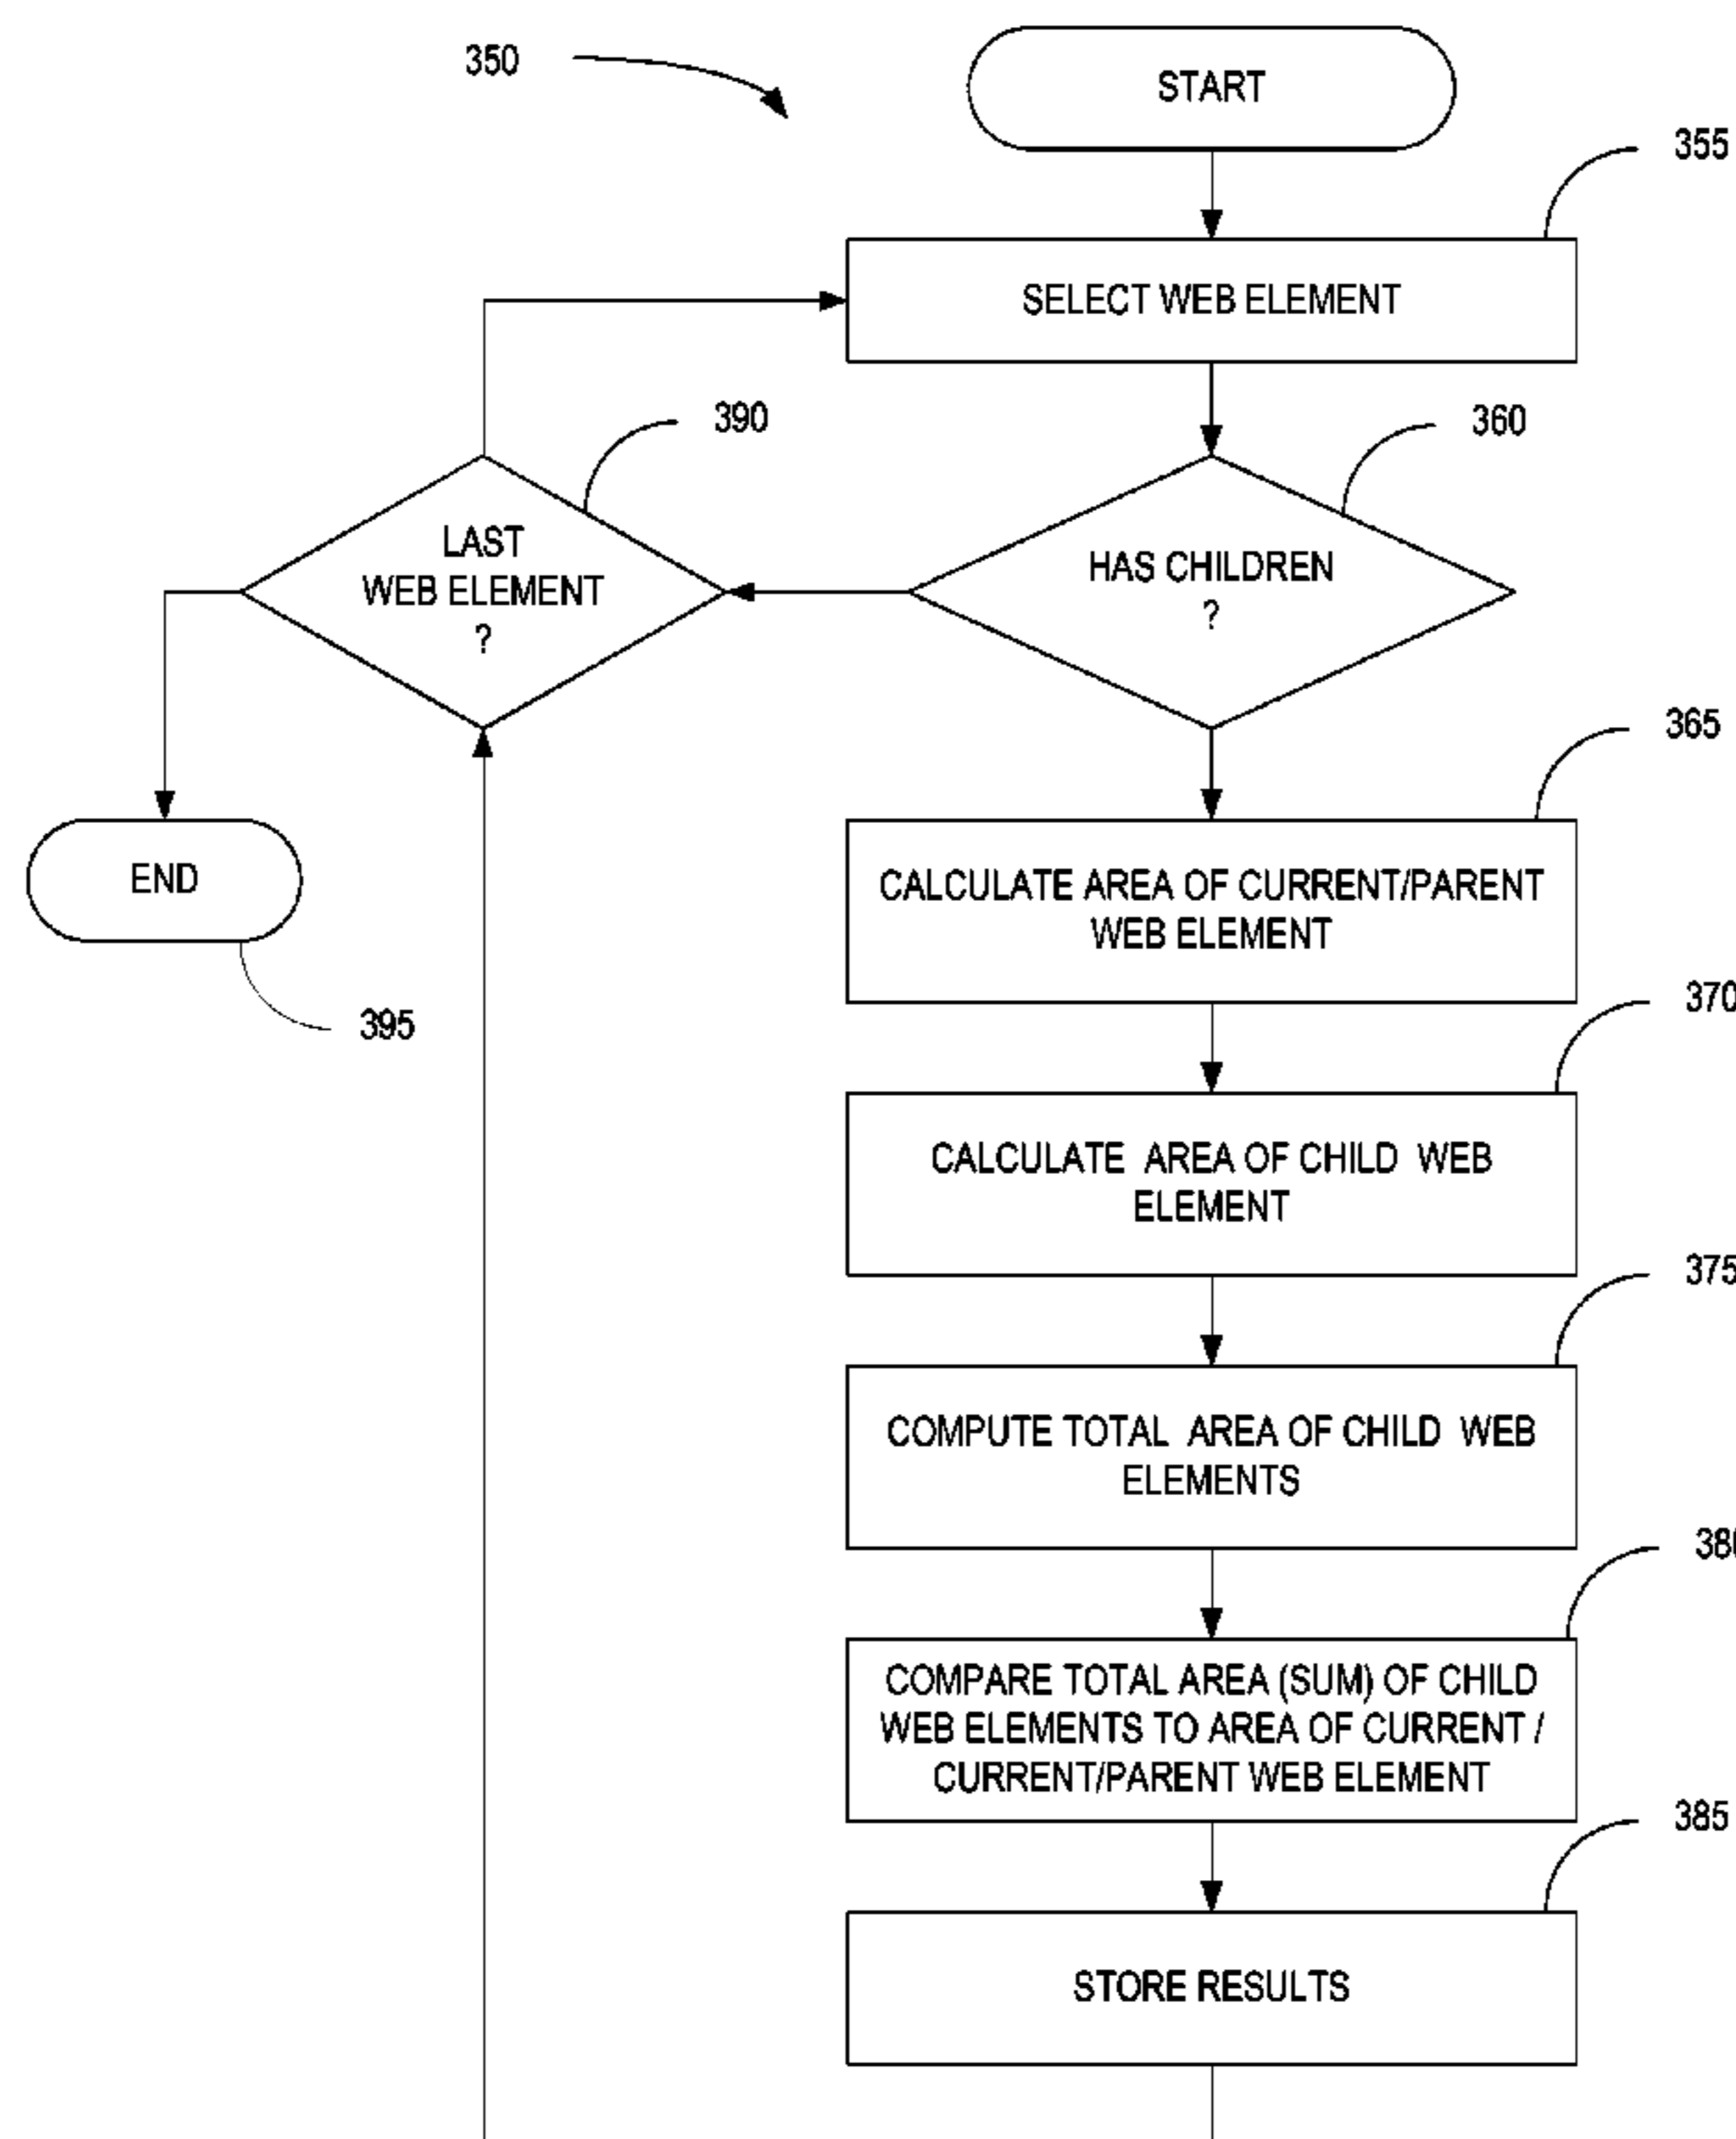 350
START
355
SELECT WEB ELEMENT
390
360
LAST
WEB ELEMENT
?
HAS CHILDREN
?
365
END
CALCULATE AREA OF CURRENT/PARENT
WEB ELEMENT
395
370
CALCULATE AREA OF CHILD WEB
ELEMENT
375
COMPUTE TOTAL AREA OF CHILD WEB
ELEMENTS
380
COMPARE TOTAL AREA (SUM) OF CHILD
WEB ELEMENTS TO AREA OF CURRENT /
CURRENT/PARENT WEB ELEMENT
385
STORE RESULTS